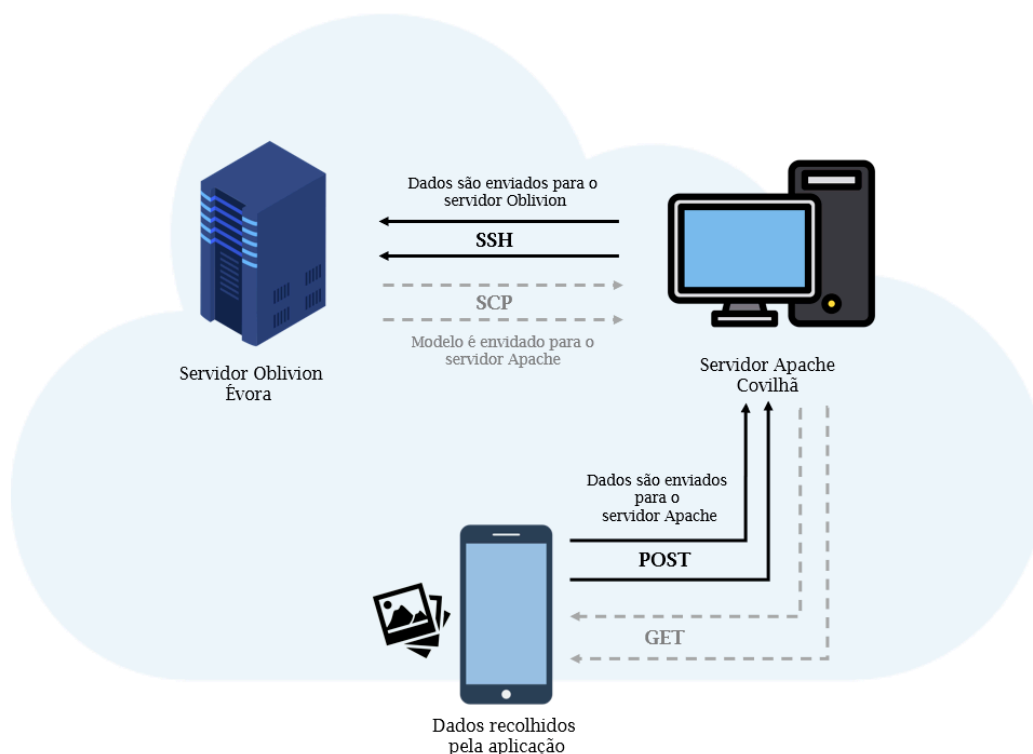 Dados são enviados para o
servidor Oblivion
SSH
SCP
Modelo é envidado para o
servidor Apache
Servidor Oblivion
Évora
Servidor Apache
Covilhã
Dados são enviados
para o
servidor Apache
POST
GET
Dados recolhidos
pela aplicação